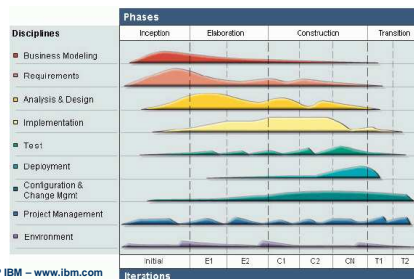 Phases
Disciplines
Inception Elaboration Construction Transition
Business Modeling
Requirements
Analysis & Design
Implementation
Test
Deployment
Configuration &
Change Mgmt
Project Management
Environment
Initial E1 E2 C1 C2 CN T1 T2
IBM – www.ibm.com
Iterations